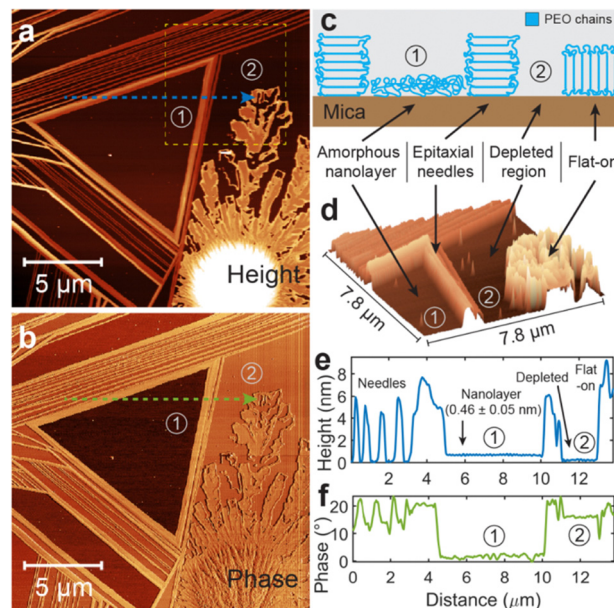 a
②
①
5 µm
Height
b
②
①
5 µm
Phase
c
PEO chains
①
②
Mica
Amorphous nanolayer
Epitaxial needles
Depleted region
Flat-on
d
①
②
7.8 µm
7.8 µm
e
Height (nm)
8
6
4
2
0
Needles
Nanolayer
(0.46 ± 0.05 nm)
Depleted
Flat
-on
①
②
f
Phase (°)
20
10
0
①
②
0 2 4 6 8 10 12
Distance (µm)